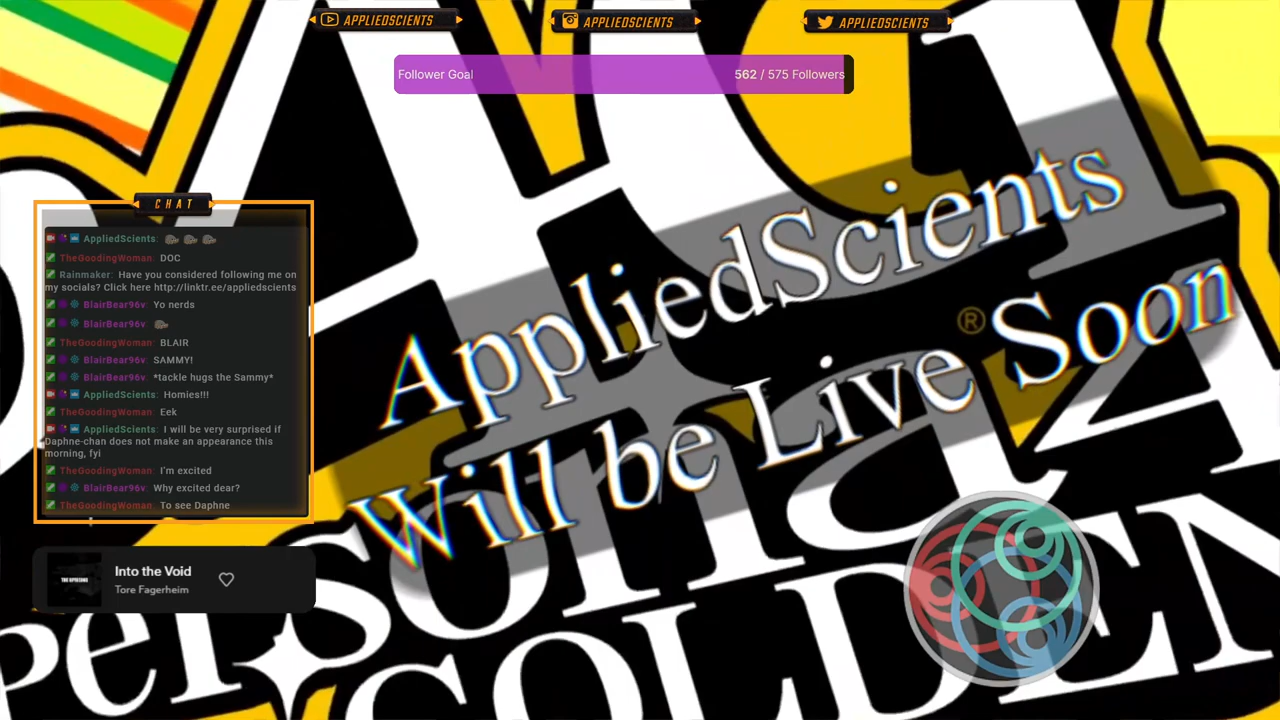 APPLIEDSCIENTS
APPLIEDSCIENTS
APPLIEDSCIENTS
Follower Goal
562 / 575 Followers
AppliedScients
Will be Live Soon
®
CHAT
AppliedScients:
TheGoodingWoman: DOC
Rainmaker: Have you considered following me on
my socials? Click here http://linktr.ee/appliedscients
BlairBear96v: Yo nerds
BlairBear96v:
TheGoodingWoman: BLAIR
BlairBear96v: SAMMY!
BlairBear96v: *tackle hugs the Sammy*
AppliedScients: Homies!!!
TheGoodingWoman: Eek
AppliedScients: I will be very surprised if
Daphne-chan does not make an appearance this
morning, fyi
TheGoodingWoman: I'm excited
BlairBear96v: Why excited dear?
TheGoodingWoman: To see Daphne
THE UPRISING
Into the Void
Tore Fagerheim
GOLDEN